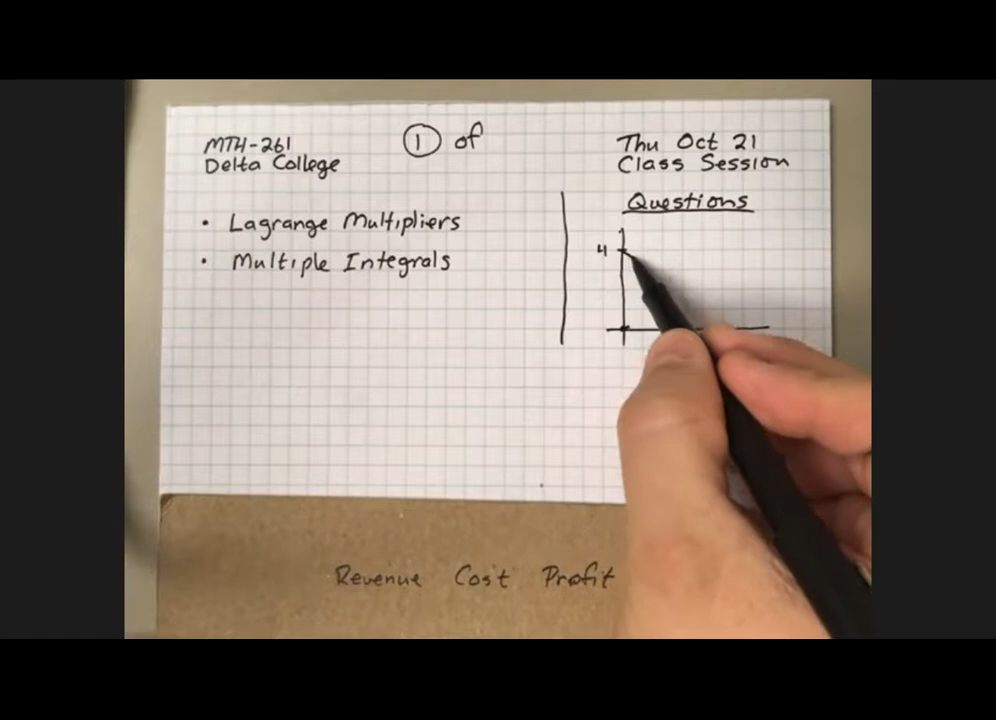 MTH-261
Delta College
1 of
Thu Oct 21
Class Session
• Lagrange Multipliers
• Multiple Integrals
Questions
4
Revenue Cost Profit